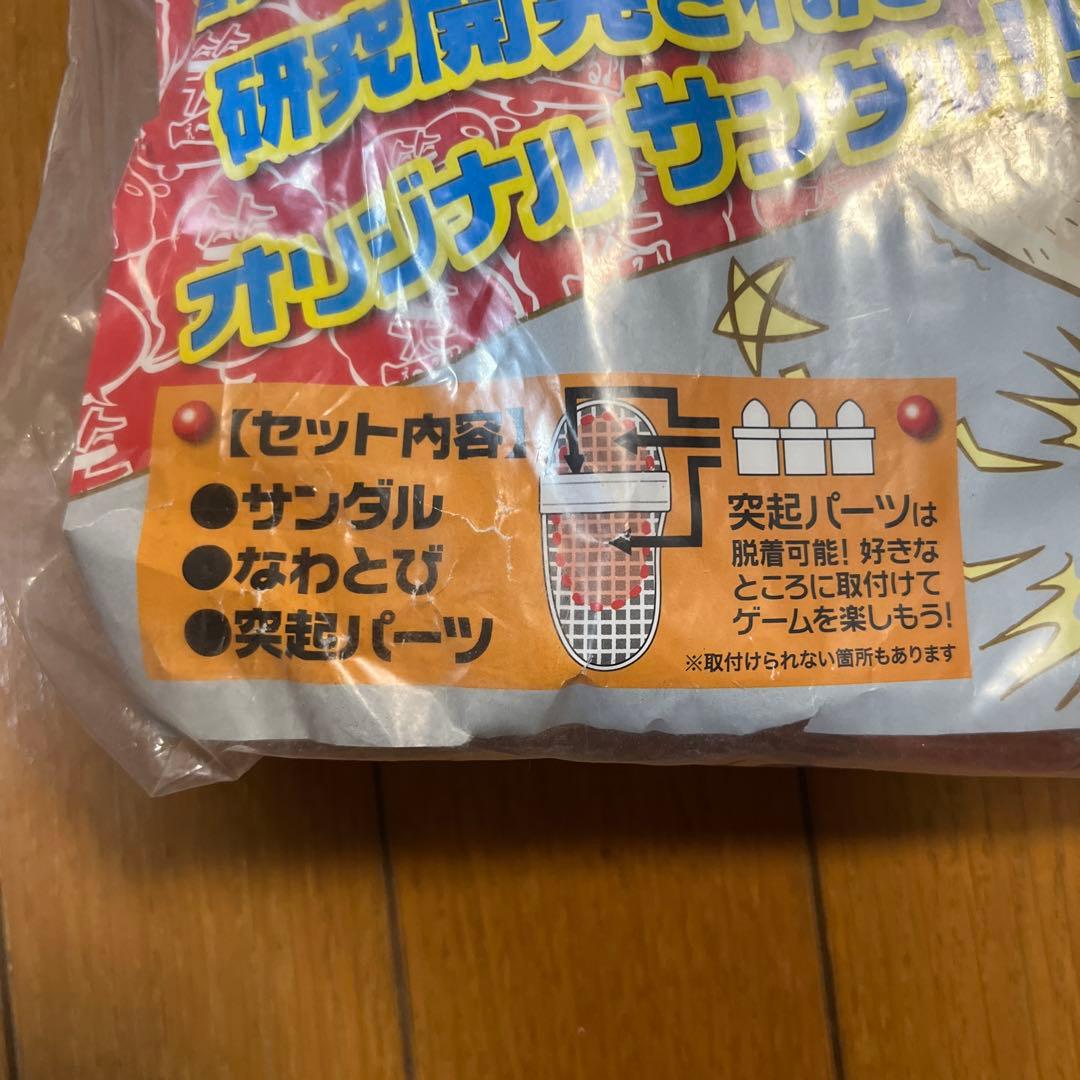 研究開発された
オリジナルサンダル!!
【セット内容】
●サンダル
●なわとび
●突起パーツ
突起パーツは
脱着可能!好きな
ところに取付けて
ゲームを楽しもう!
※取付けられない箇所もあります